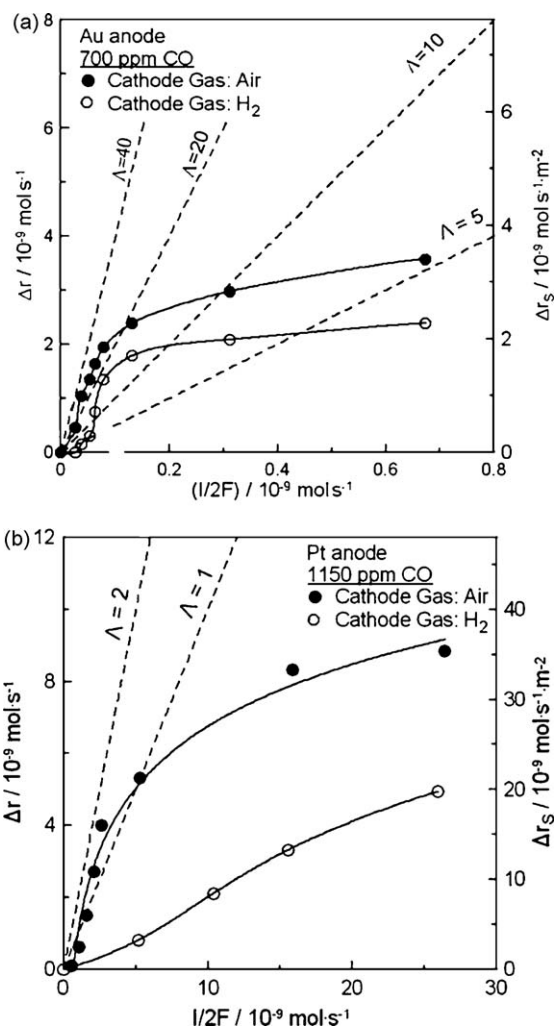 (a)
Au anode
700 ppm CO
Cathode Gas: Air
Cathode Gas: H₂
Λ=40
Λ=20
Λ=10
Λ = 5
8
6
4
2
0
Δr / 10⁻⁹ mol s⁻¹
6
4
2
0
Δrₛ / 10⁻⁹ mol s⁻¹·m⁻²
0 0.2 0.4 0.6 0.8
(I/2F) / 10⁻⁹ mol s⁻¹
(b)
Pt anode
1150 ppm CO
Cathode Gas: Air
Cathode Gas: H₂
Λ = 2
Λ = 1
12
8
4
0
Δr / 10⁻⁹ mol·s⁻¹
40
30
20
10
0
Δrₛ / 10⁻⁹ mol·s⁻¹·m⁻²
0 10 20 30
I/2F / 10⁻⁹ mol·s⁻¹